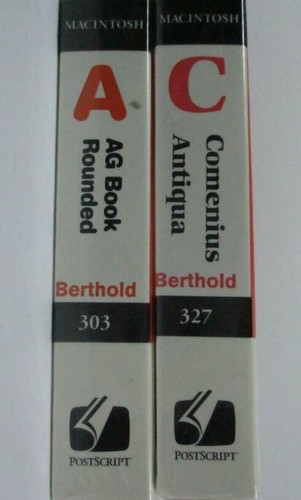 MACINTOSH
A
AG Book
Rounded
Berthold
303
POSTSCRIPT
MACINTOSH
C
Comenius
Antiqua
Berthold
327
POSTSCRIPT